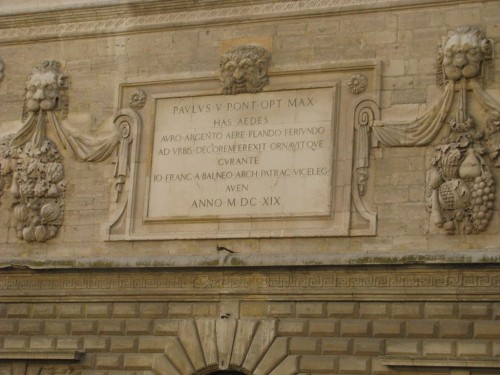 PAVLVS V PONT OPT MAX
HAS AEDES
AVRO ARGENTO AERE FLANDO FERIVNDO
AD VRBIS DECOREM EREXIT ORNAVITQVE
CVRANTE
IO FRANC A BALNEO ARCH PATRAC VICELEG
AVEN
ANNO M DC XIX